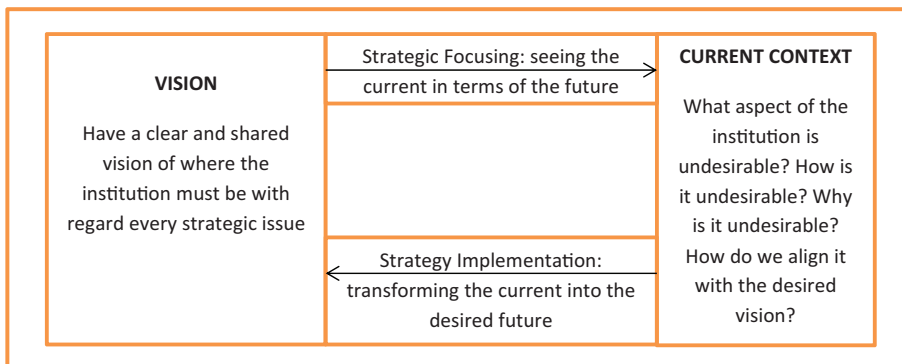 VISION
Have a clear and shared
vision of where the
institution must be with
regard every strategic issue
Strategic Focusing: seeing the
current in terms of the future
Strategy Implementation:
transforming the current into the
desired future
CURRENT CONTEXT
What aspect of the
institution is
undesirable? How is
it undesirable? Why
is it undesirable?
How do we align it
with the desired
vision?